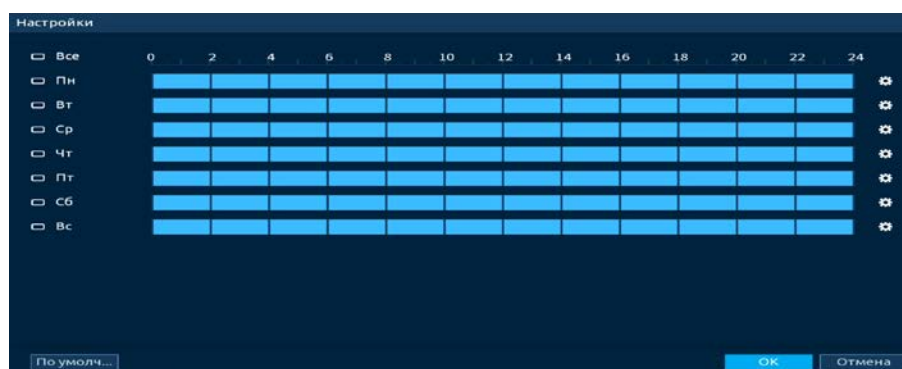 Настройки
Все 0 2 4 6 8 10 12 14 16 18 20 22 24
Пн
Вт
Ср
Чт
Пт
Сб
Вс
По умолч... OK Отмена